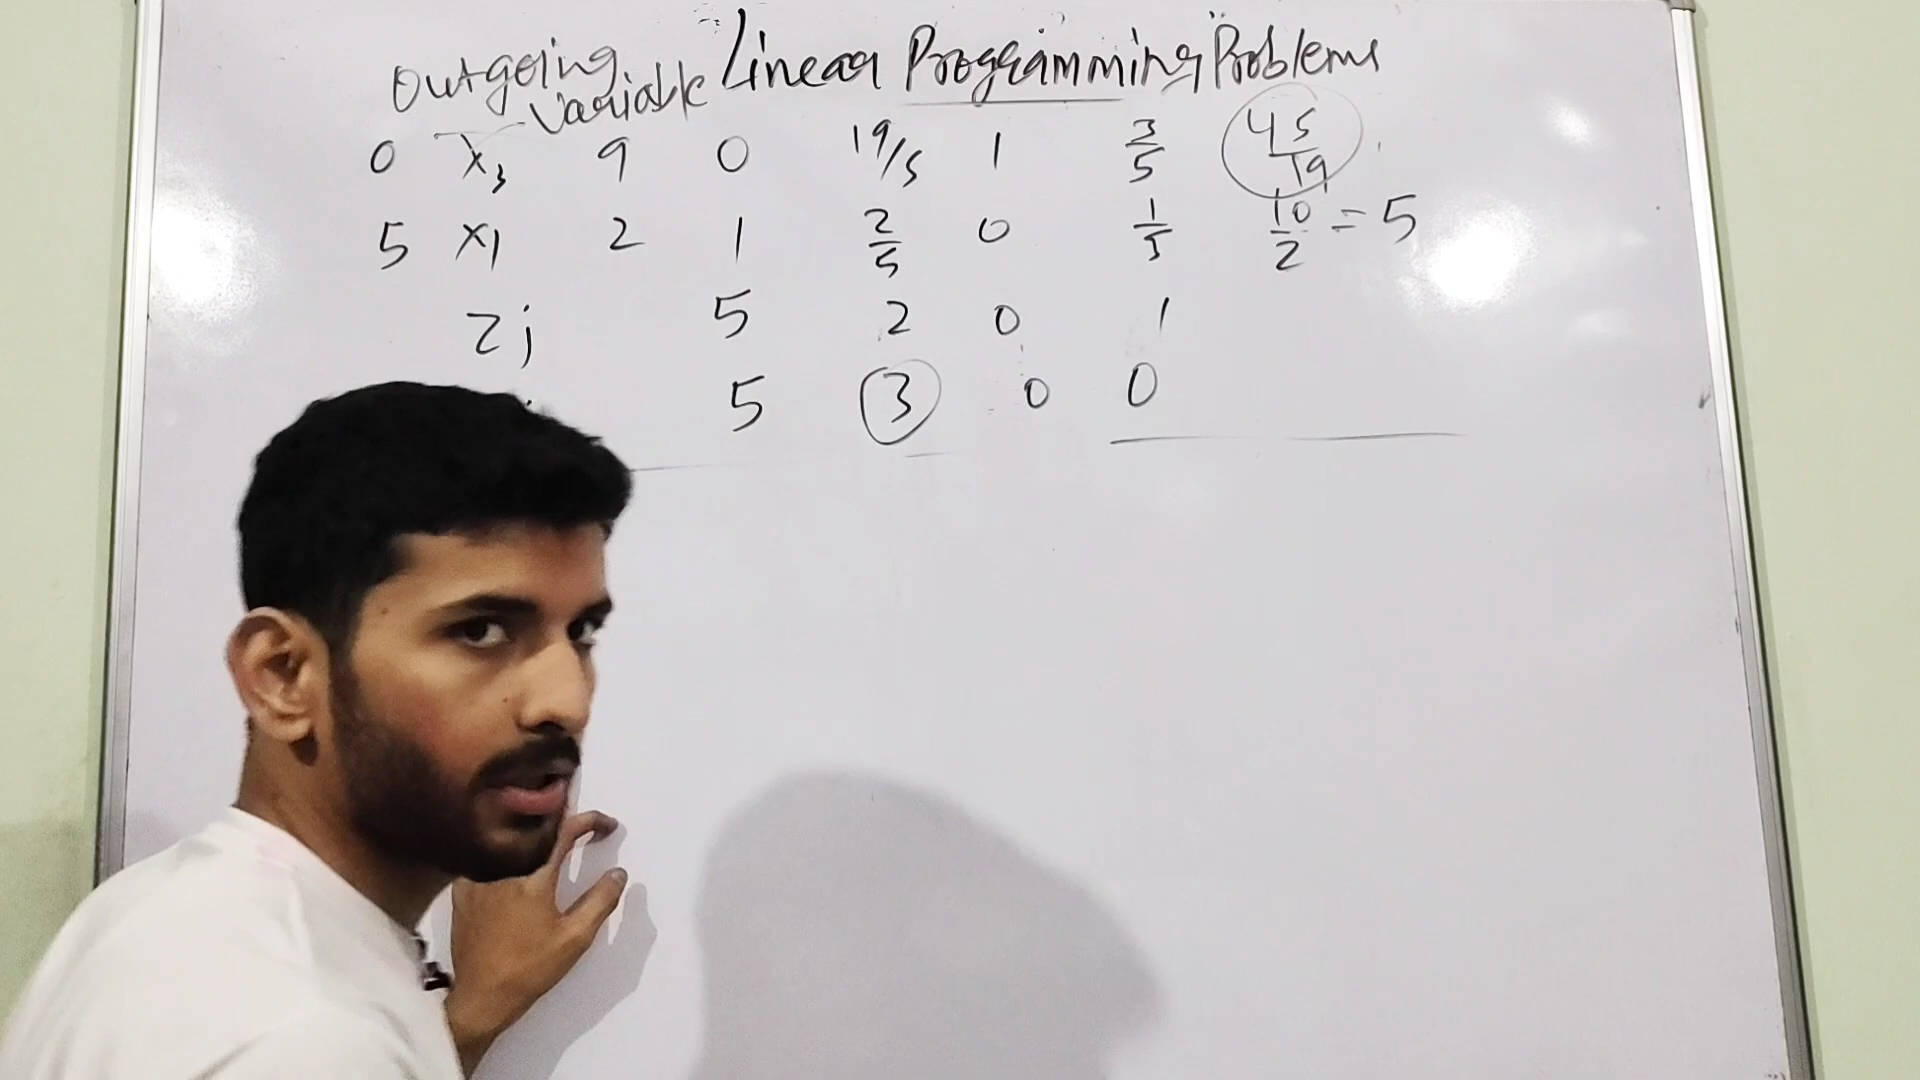 Outgoing variable Linear Programming Problems
0 x3 9 0 19/5 1 3/5 45/19
5 x1 2 1 2/5 0 1/5 10/2 = 5
Zj 5 2 0 1
5 3 0 0